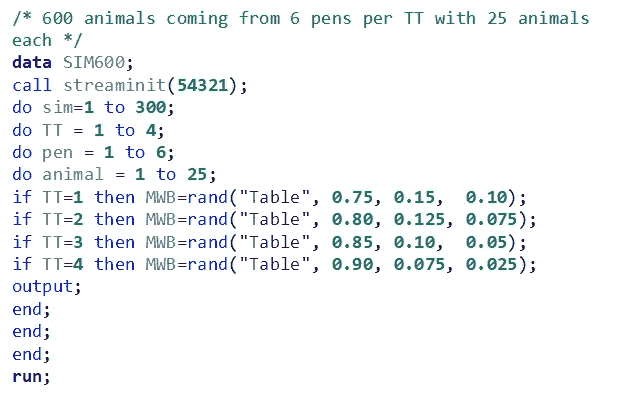 /* 600 animals coming from 6 pens per TT with 25 animals
each */
data SIM600;
call streaminit(54321);
do sim=1 to 300;
do TT = 1 to 4;
do pen = 1 to 6;
do animal = 1 to 25;
if TT=1 then MWB=rand("Table", 0.75, 0.15,  0.10);
if TT=2 then MWB=rand("Table", 0.80, 0.125, 0.075);
if TT=3 then MWB=rand("Table", 0.85, 0.10,  0.05);
if TT=4 then MWB=rand("Table", 0.90, 0.075, 0.025);
output;
end;
end;
end;
run;